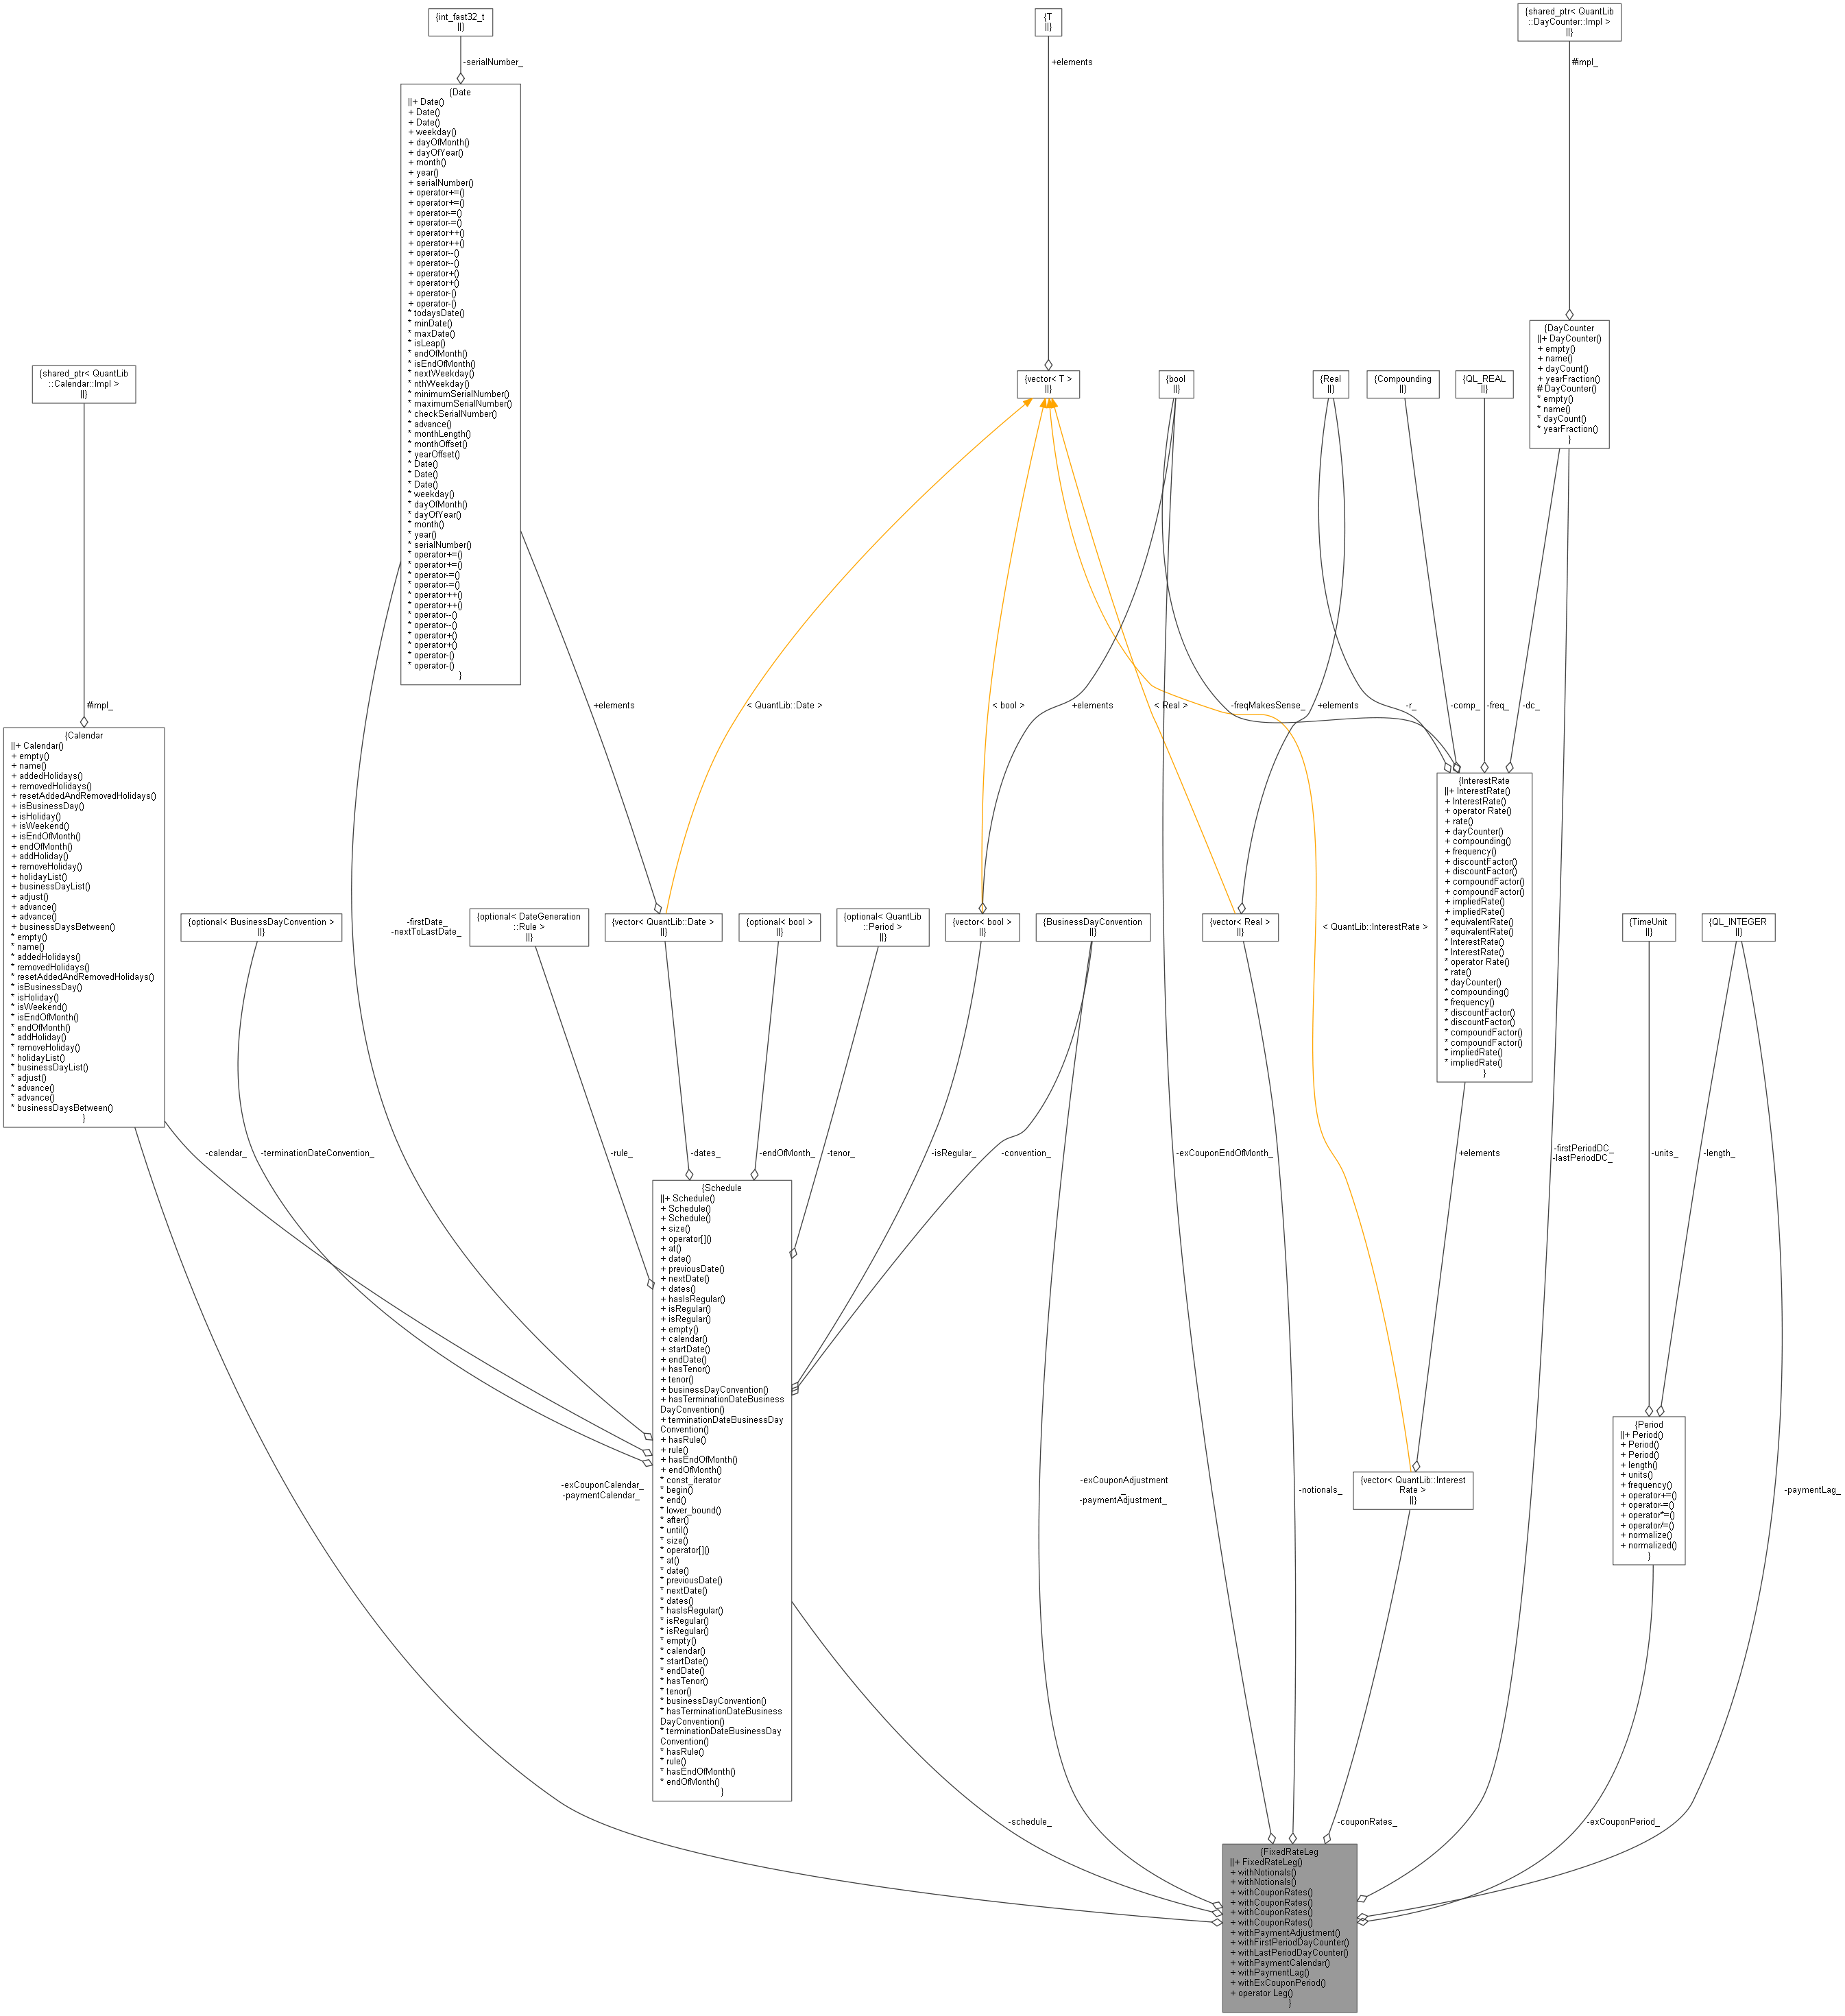 {int_fast32_t
||}
{T
||}
{shared_ptr< QuantLib
::DayCounter::Impl >
||}
-serialNumber_
+elements
#impl_
{Date
||+ Date()
+ Date()
+ Date()
+ weekday()
+ dayOfMonth()
+ dayOfYear()
+ month()
+ year()
+ serialNumber()
+ operator+=()
+ operator+=()
+ operator-=()
+ operator-=()
+ operator++()
+ operator++()
+ operator--()
+ operator--()
+ operator+()
+ operator+()
+ operator-()
+ operator-()
* todaysDate()
* minDate()
* maxDate()
* isLeap()
* endOfMonth()
* isEndOfMonth()
* nextWeekday()
* nthWeekday()
* minimumSerialNumber()
* maximumSerialNumber()
* checkSerialNumber()
* advance()
* monthLength()
* monthOffset()
* yearOffset()
* Date()
* Date()
* Date()
* weekday()
* dayOfMonth()
* dayOfYear()
* month()
* year()
* serialNumber()
* operator+=()
* operator+=()
* operator-=()
* operator-=()
* operator++()
* operator++()
* operator--()
* operator--()
* operator+()
* operator+()
* operator-()
* operator-()
}
{DayCounter
||+ DayCounter()
+ empty()
+ name()
+ dayCount()
+ yearFraction()
# DayCounter()
* empty()
* name()
* dayCount()
* yearFraction()
}
{shared_ptr< QuantLib
::Calendar::Impl >
||}
{vector< T >
||}
{bool
||}
{Real
||}
{Compounding
||}
{QL_REAL
||}
#impl_
+elements
< QuantLib::Date >
< bool >
+elements
< Real >
-freqMakesSense_
+elements
-r_
-comp_
-freq_
-dc_
{Calendar
||+ Calendar()
+ empty()
+ name()
+ addedHolidays()
+ removedHolidays()
+ resetAddedAndRemovedHolidays()
+ isBusinessDay()
+ isHoliday()
+ isWeekend()
+ isEndOfMonth()
+ endOfMonth()
+ addHoliday()
+ removeHoliday()
+ holidayList()
+ businessDayList()
+ adjust()
+ advance()
+ advance()
+ businessDaysBetween()
* empty()
* name()
* addedHolidays()
* removedHolidays()
* resetAddedAndRemovedHolidays()
* isBusinessDay()
* isHoliday()
* isWeekend()
* isEndOfMonth()
* endOfMonth()
* addHoliday()
* removeHoliday()
* holidayList()
* businessDayList()
* adjust()
* advance()
* advance()
* businessDaysBetween()
}
{InterestRate
||+ InterestRate()
+ InterestRate()
+ operator Rate()
+ rate()
+ dayCounter()
+ compounding()
+ frequency()
+ discountFactor()
+ discountFactor()
+ compoundFactor()
+ compoundFactor()
+ impliedRate()
+ impliedRate()
* equivalentRate()
* equivalentRate()
* InterestRate()
* InterestRate()
* operator Rate()
* rate()
* dayCounter()
* compounding()
* frequency()
* discountFactor()
* discountFactor()
* compoundFactor()
* compoundFactor()
* impliedRate()
* impliedRate()
}
{optional< BusinessDayConvention >
||}
-firstDate_
-nextToLastDate_
{optional< DateGeneration
::Rule >
||}
{vector< QuantLib::Date >
||}
{optional< bool >
||}
{optional< QuantLib
::Period >
||}
{vector< bool >
||}
{BusinessDayConvention
||}
{vector< Real >
||}
< QuantLib::InterestRate >
{TimeUnit
||}
{QL_INTEGER
||}
-calendar_
-terminationDateConvention_
-rule_
-dates_
-endOfMonth_
-tenor_
-isRegular_
-convention_
-exCouponEndOfMonth_
+elements
-firstPeriodDC_
-lastPeriodDC_
-units_
-length_
{Schedule
||+ Schedule()
+ Schedule()
+ Schedule()
+ size()
+ operator[]()
+ at()
+ date()
+ previousDate()
+ nextDate()
+ dates()
+ hasIsRegular()
+ isRegular()
+ isRegular()
+ empty()
+ calendar()
+ startDate()
+ endDate()
+ hasTenor()
+ tenor()
+ businessDayConvention()
+ hasTerminationDateBusiness
DayConvention()
+ terminationDateBusinessDay
Convention()
+ hasRule()
+ rule()
+ hasEndOfMonth()
+ endOfMonth()
* const_iterator
* begin()
* end()
* lower_bound()
* after()
* until()
* size()
* operator[]()
* at()
* date()
* previousDate()
* nextDate()
* dates()
* hasIsRegular()
* isRegular()
* isRegular()
* empty()
* calendar()
* startDate()
* endDate()
* hasTenor()
* tenor()
* businessDayConvention()
* hasTerminationDateBusiness
DayConvention()
* terminationDateBusinessDay
Convention()
* hasRule()
* rule()
* hasEndOfMonth()
* endOfMonth()
}
{Period
||+ Period()
+ Period()
+ Period()
+ length()
+ units()
+ frequency()
+ operator+=()
+ operator-=()
+ operator*=()
+ operator/=()
+ normalize()
+ normalized()
}
-exCouponCalendar_
-paymentCalendar_
-exCouponAdjustment
_
-paymentAdjustment_
-notionals_
{vector< QuantLib::Interest
Rate >
||}
-paymentLag_
-schedule_
-couponRates_
-exCouponPeriod_
{FixedRateLeg
||+ FixedRateLeg()
+ withNotionals()
+ withNotionals()
+ withCouponRates()
+ withCouponRates()
+ withCouponRates()
+ withCouponRates()
+ withPaymentAdjustment()
+ withFirstPeriodDayCounter()
+ withLastPeriodDayCounter()
+ withPaymentCalendar()
+ withPaymentLag()
+ withExCouponPeriod()
+ operator Leg()
}